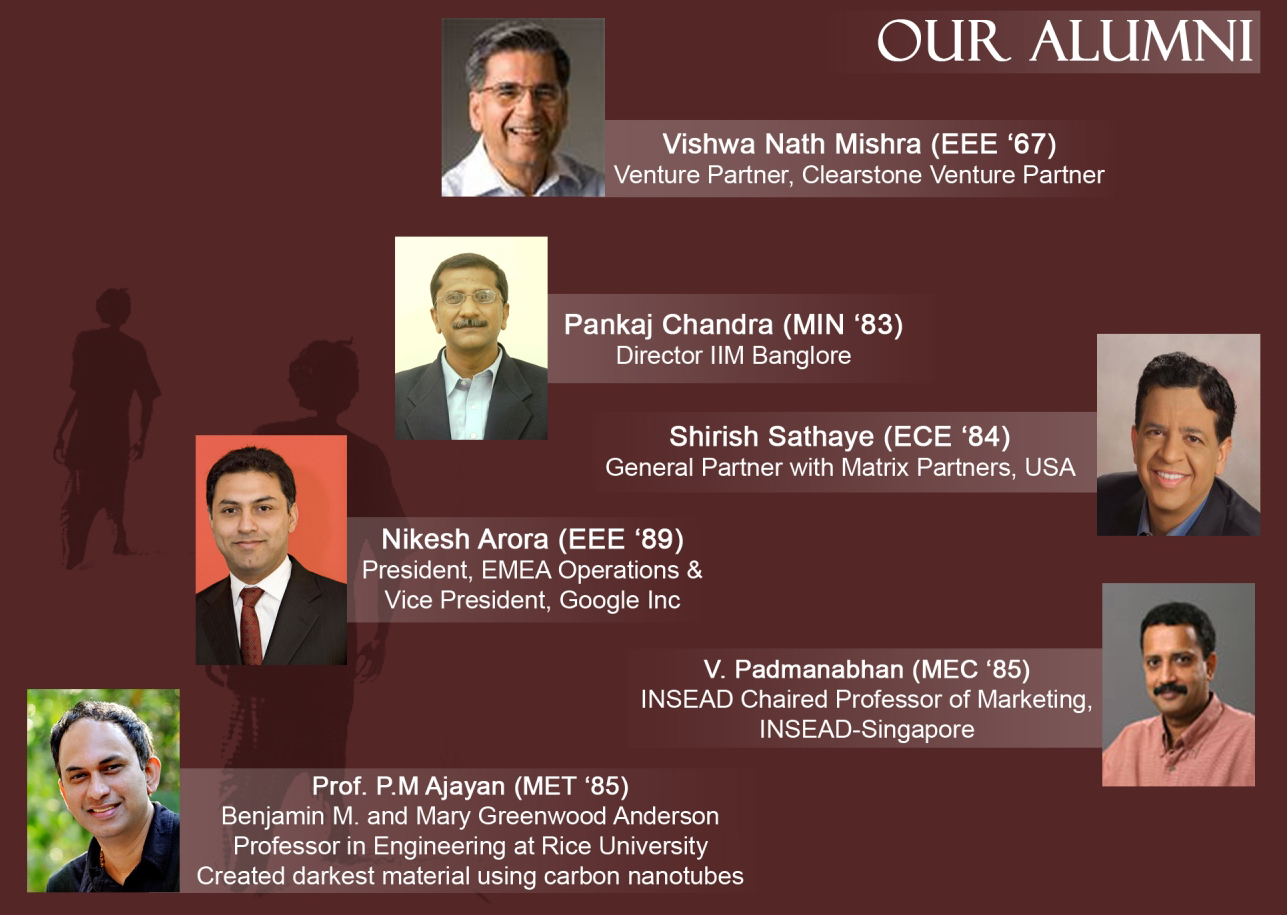 OUR ALUMNI
Vishwa Nath Mishra (EEE ‘67)
Venture Partner, Clearstone Venture Partner
Pankaj Chandra (MIN ‘83)
Director IIM Banglore
Shirish Sathaye (ECE ‘84)
General Partner with Matrix Partners, USA
Nikesh Arora (EEE ‘89)
President, EMEA Operations &
Vice President, Google Inc
V. Padmanabhan (MEC ‘85)
INSEAD Chaired Professor of Marketing,
INSEAD-Singapore
Prof. P.M Ajayan (MET ‘85)
Benjamin M. and Mary Greenwood Anderson
Professor in Engineering at Rice University
Created darkest material using carbon nanotubes